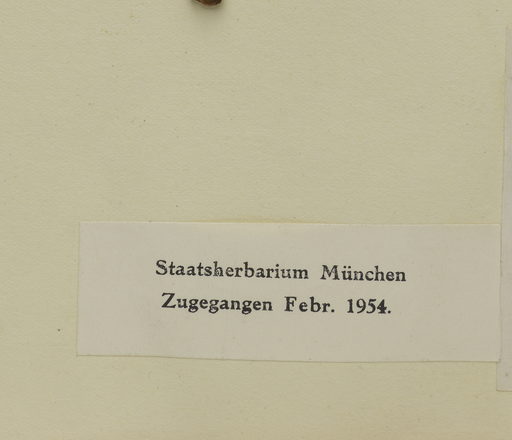 Staatsherbarium München
Zugegangen Febr. 1954.